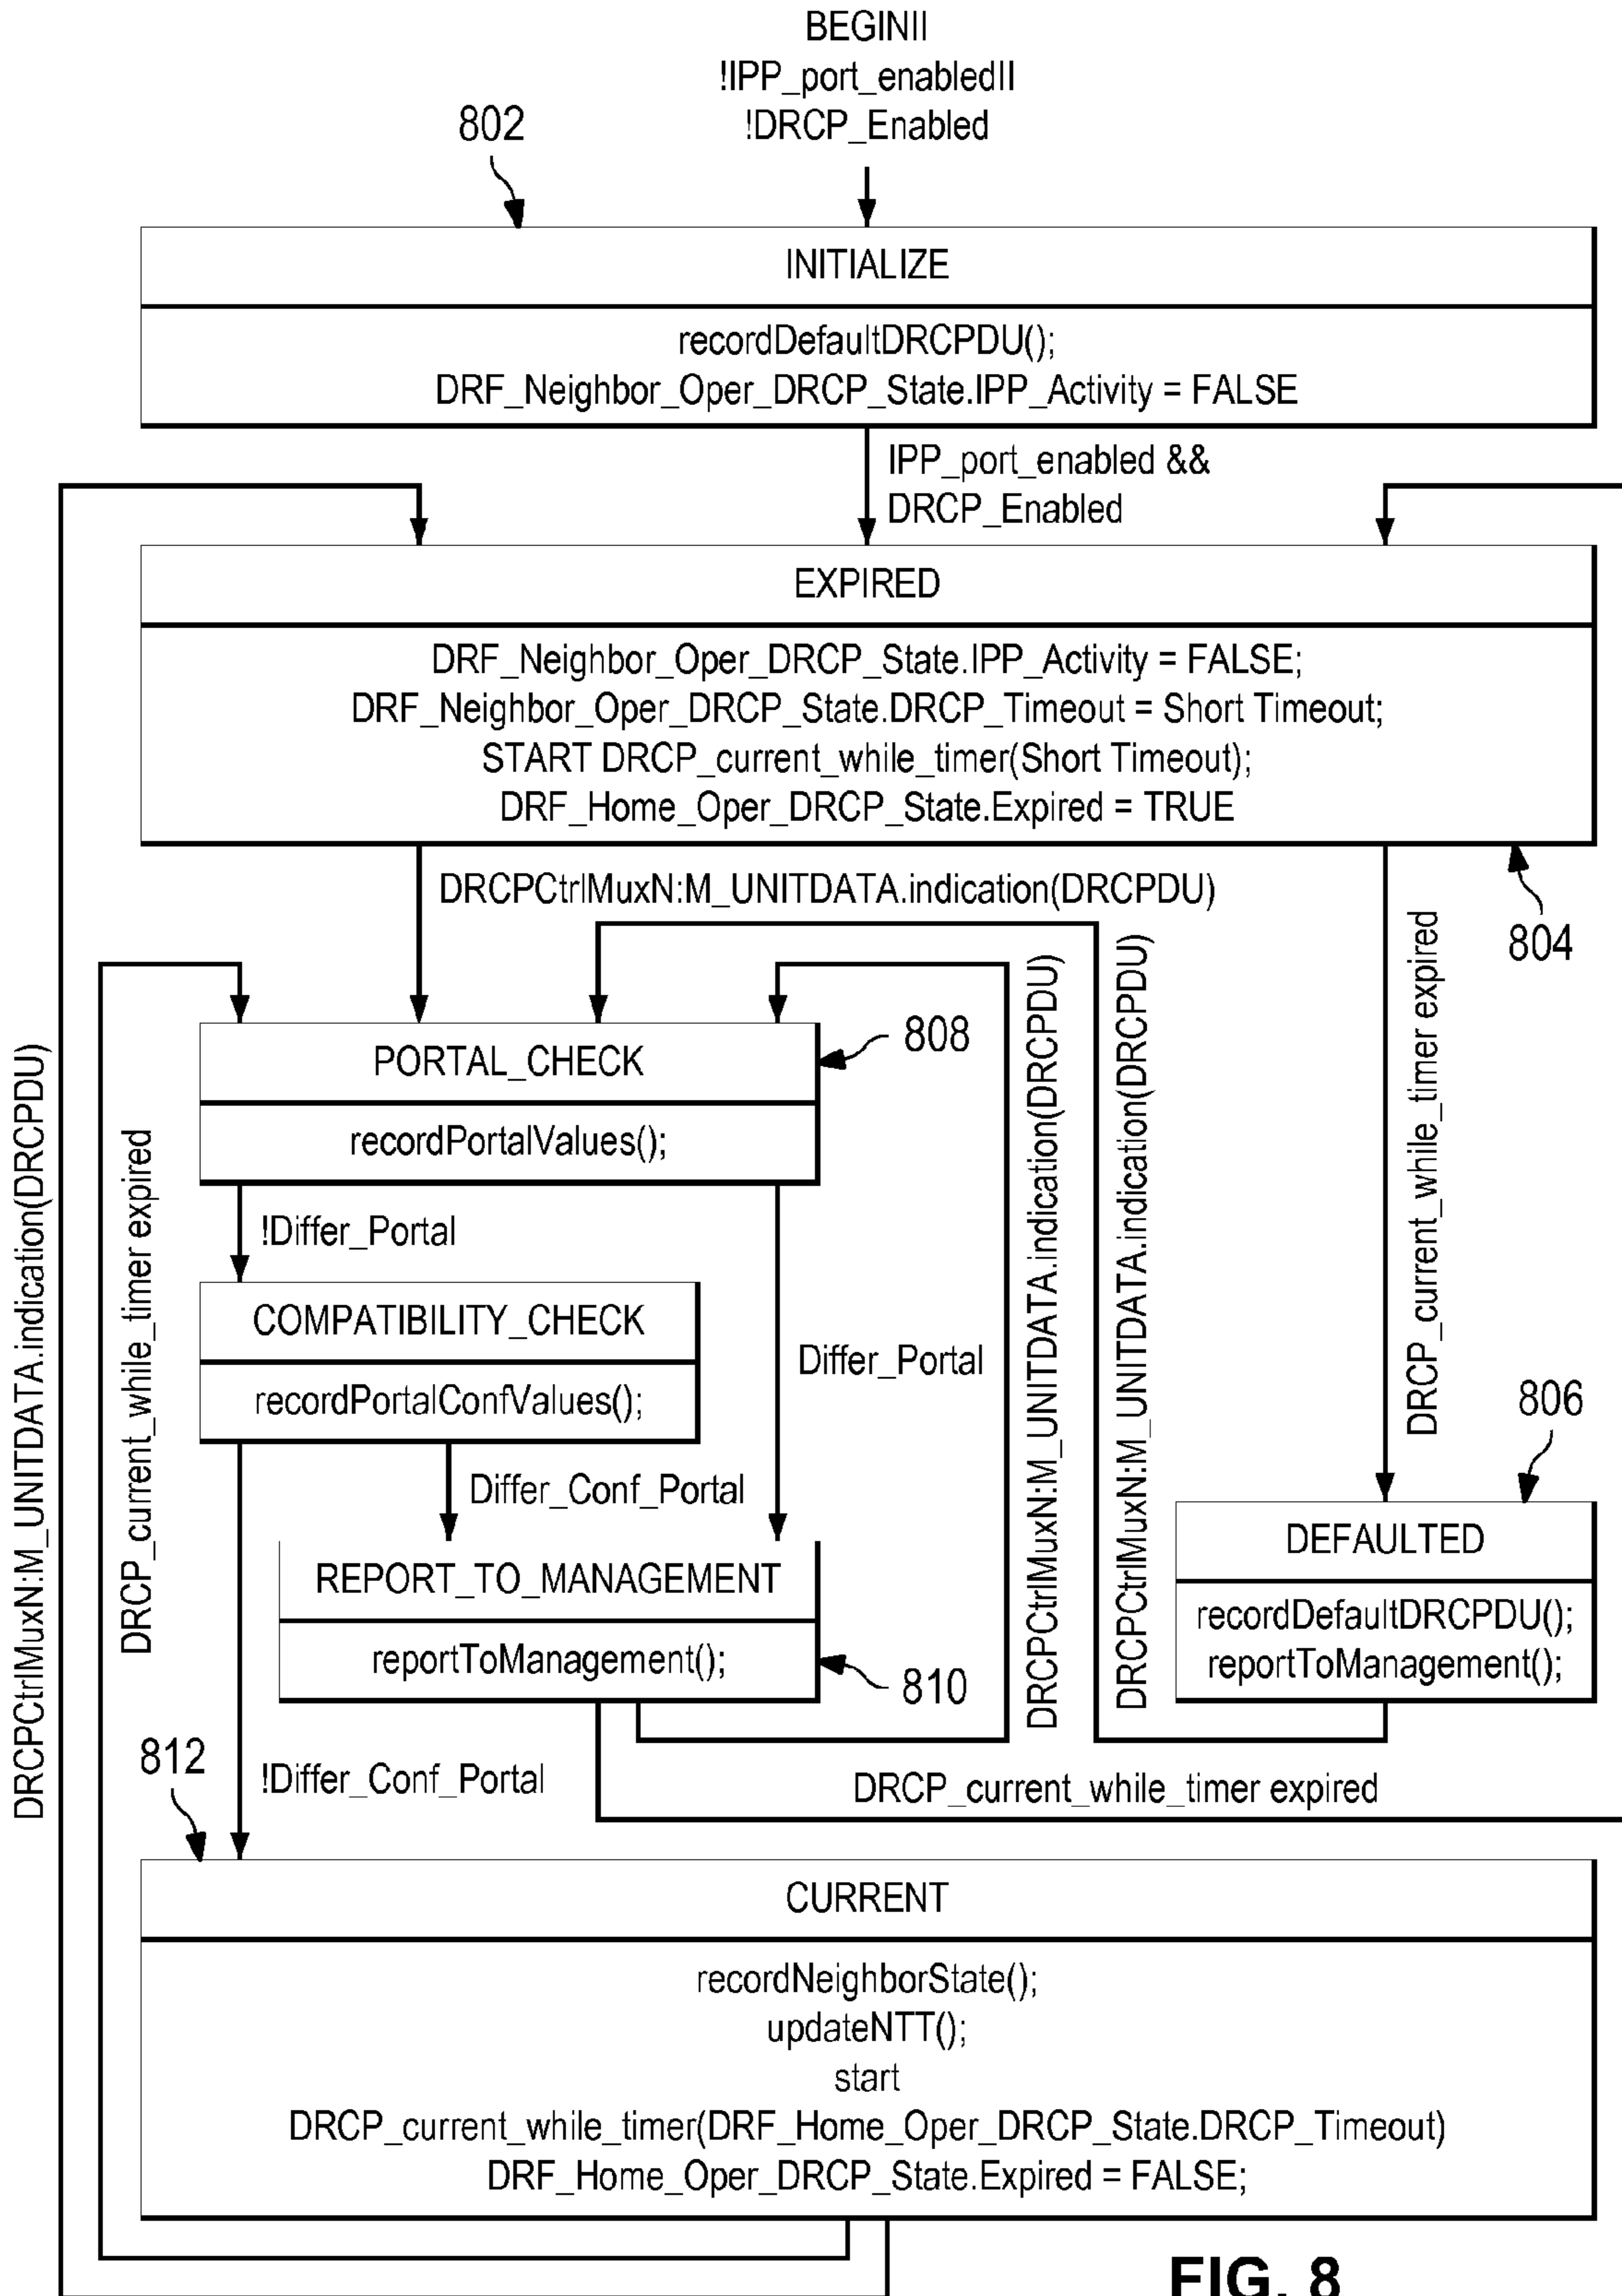 BEGINII
!IPP_port_enabledII
!DRCP_Enabled
802
INITIALIZE
recordDefaultDRCPDU();
DRF_Neighbor_Oper_DRCP_State.IPP_Activity = FALSE
IPP_port_enabled &&
DRCP_Enabled
EXPIRED
DRF_Neighbor_Oper_DRCP_State.IPP_Activity = FALSE;
DRF_Neighbor_Oper_DRCP_State.DRCP_Timeout = Short Timeout;
START DRCP_current_while_timer(Short Timeout);
DRF_Home_Oper_DRCP_State.Expired = TRUE
804
DRCPCtrlMuxN:M_UNITDATA.indication(DRCPDU)
DRCPCtrlMuxN:M_UNITDATA.indication(DRCPDU)
DRCP_current_while_timer expired
PORTAL_CHECK
808
recordPortalValues();
!Differ_Portal
Differ_Portal
COMPATIBILITY_CHECK
recordPortalConfValues();
Differ_Conf_Portal
DRCPCtrlMuxN:M_UNITDATA.indication(DRCPDU)
DRCPCtrlMuxN:M_UNITDATA.indication(DRCPDU)
DRCP_current_while_timer expired
806
DEFAULTED
recordDefaultDRCPDU();
reportToManagement();
REPORT_TO_MANAGEMENT
reportToManagement();
810
812
!Differ_Conf_Portal
DRCP_current_while_timer expired
CURRENT
recordNeighborState();
updateNTT();
start
DRCP_current_while_timer(DRF_Home_Oper_DRCP_State.DRCP_Timeout)
DRF_Home_Oper_DRCP_State.Expired = FALSE;
FIG. 8